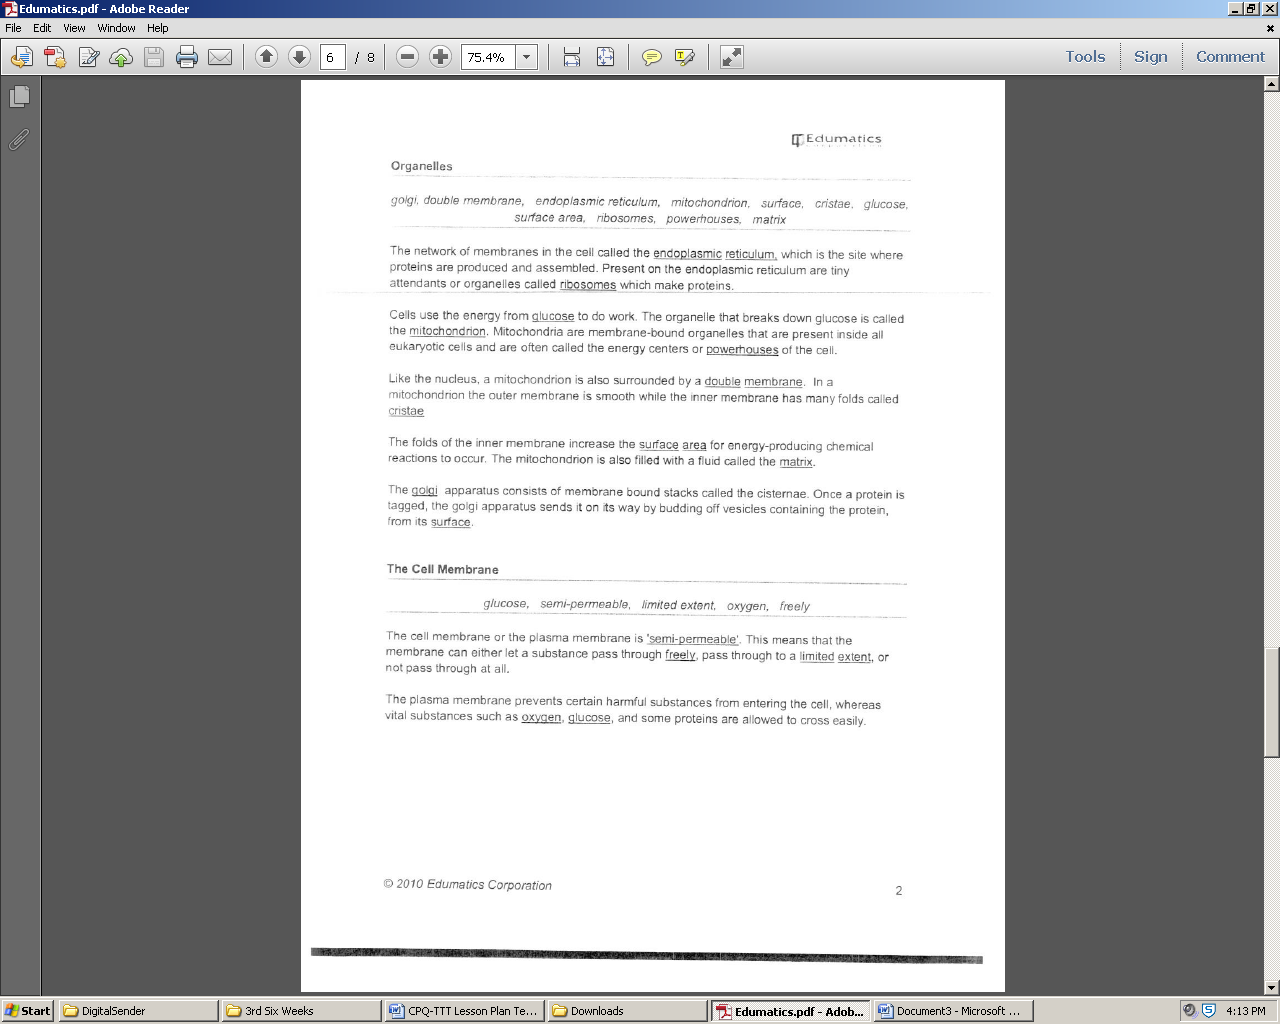 Edumatics.pdf - Adobe Reader
File Edit View Window Help
6 / 8 75.4% Tools Sign Comment
Edumatics
Organelles
golgi, double membrane, endoplasmic reticulum, mitochondrion, surface, cristae, glucose,
surface area, ribosomes, powerhouses, matrix
The network of membranes in the cell called the endoplasmic reticulum, which is the site where
proteins are produced and assembled. Present on the endoplasmic reticulum are tiny
attendants or organelles called ribosomes which make proteins.
Cells use the energy from glucose to do work. The organelle that breaks down glucose is called
the mitochondrion. Mitochondria are membrane-bound organelles that are present inside all
eukaryotic cells and are often called the energy centers or powerhouses of the cell.
Like the nucleus, a mitochondrion is also surrounded by a double membrane. In a
mitochondrion the outer membrane is smooth while the inner membrane has many folds called
cristae
The folds of the inner membrane increase the surface area for energy-producing chemical
reactions to occur. The mitochondrion is also filled with a fluid called the matrix.
The golgi apparatus consists of membrane bound stacks called the cisternae. Once a protein is
tagged, the golgi apparatus sends it on its way by budding off vesicles containing the protein,
from its surface.
The Cell Membrane
glucose, semi-permeable, limited extent, oxygen, freely
The cell membrane or the plasma membrane is 'semi-permeable'. This means that the
membrane can either let a substance pass through freely, pass through to a limited extent, or
not pass through at all.
The plasma membrane prevents certain harmful substances from entering the cell, whereas
vital substances such as oxygen, glucose, and some proteins are allowed to cross easily.
© 2010 Edumatics Corporation 2
Start DigitalSender 3rd Six Weeks CPQ-TTT Lesson Plan Te... Downloads Edumatics.pdf - Adob... Document3 - Microsoft ... 4:13 PM